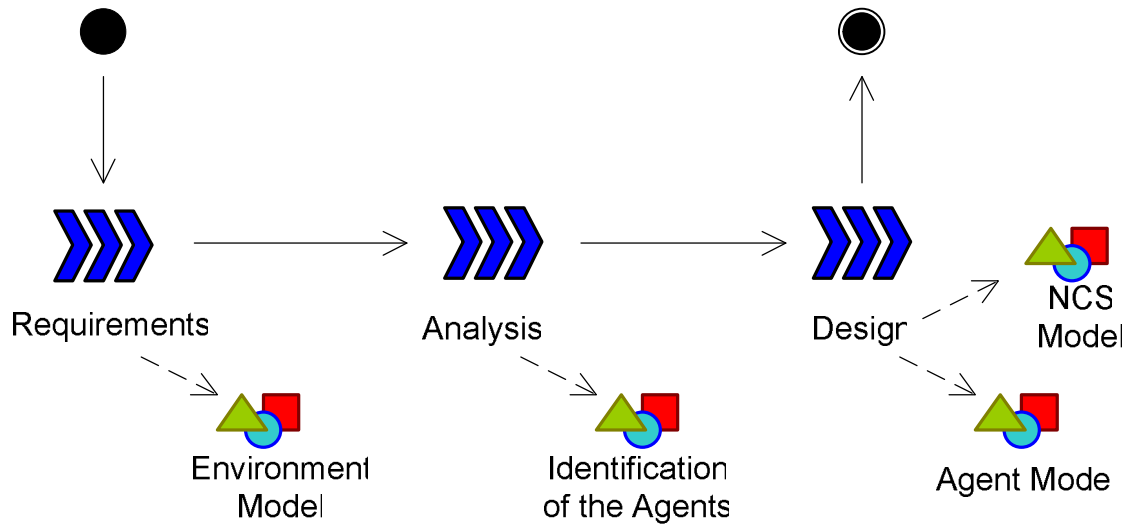 Requirements
Analysis
Design
NCS
Model
Environment
Model
Identification
of the Agents
Agent Mode